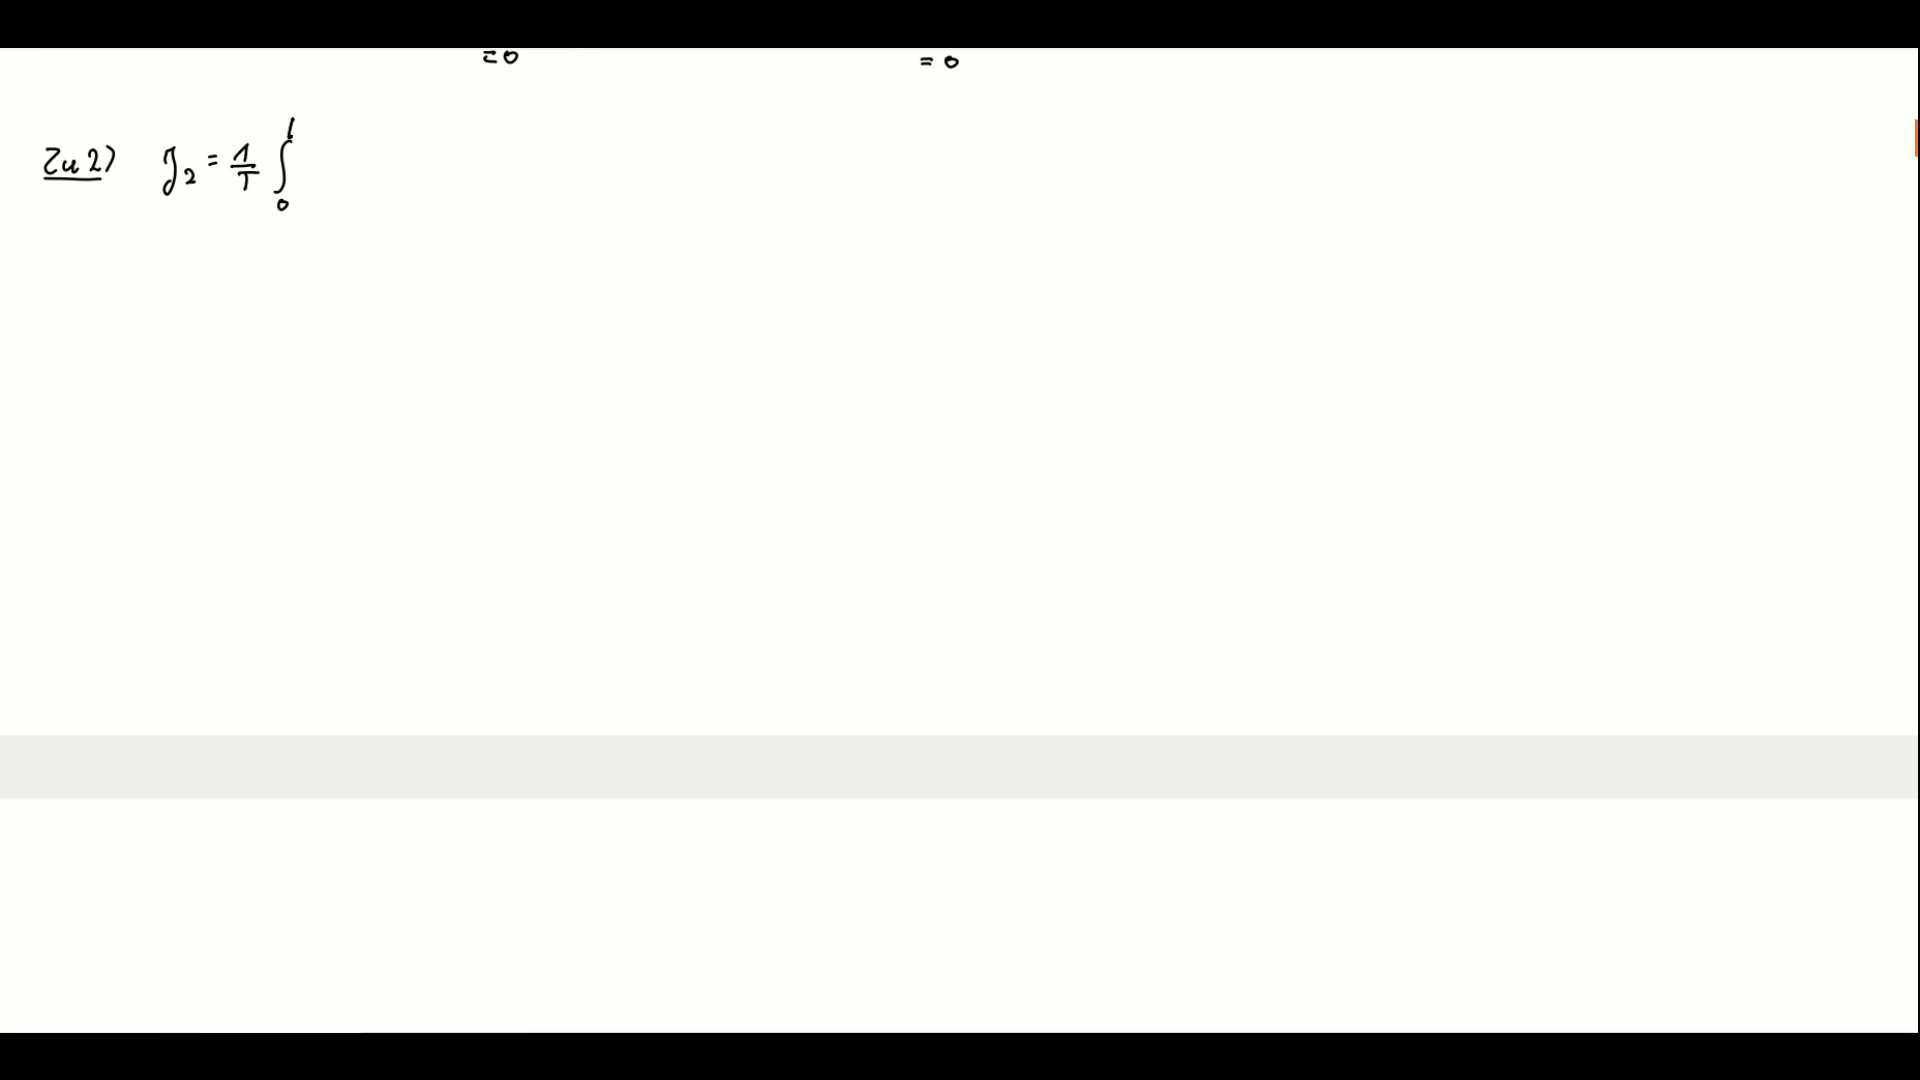 = 0 = 0
Zu 2) J₂ = 1/T ∫₀